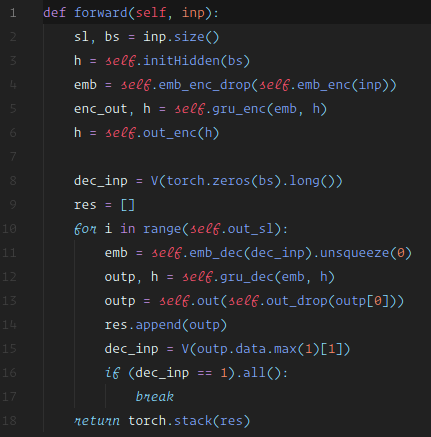 1 def forward(self, inp):
2     sl, bs = inp.size()
3     h = self.initHidden(bs)
4     emb = self.emb_enc_drop(self.emb_enc(inp))
5     enc_out, h = self.gru_enc(emb, h)
6     h = self.out_enc(h)
7
8     dec_inp = V(torch.zeros(bs).long())
9     res = []
10     for i in range(self.out_sl):
11         emb = self.emb_dec(dec_inp).unsqueeze(0)
12         outp, h = self.gru_dec(emb, h)
13         outp = self.out(self.out_drop(outp[0]))
14         res.append(outp)
15         dec_inp = V(outp.data.max(1)[1])
16         if (dec_inp == 1).all():
17             break
18     return torch.stack(res)